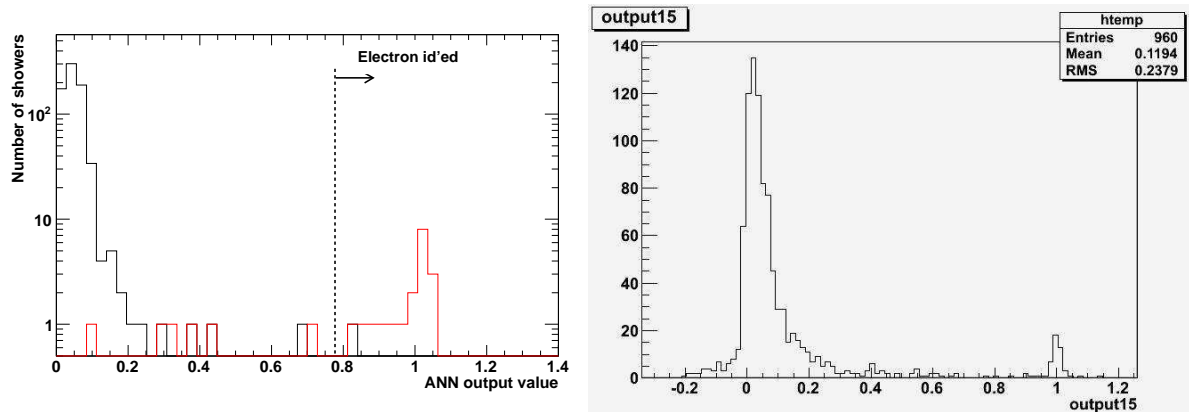 Number of showers
10²
10
1
Electron id'ed
0 0.2 0.4 0.6 0.8 1 1.2 1.4
ANN output value
output15
htemp
Entries 960
Mean 0.1194
RMS 0.2379
140
120
100
80
60
40
20
0
-0.2 0 0.2 0.4 0.6 0.8 1 1.2
output15